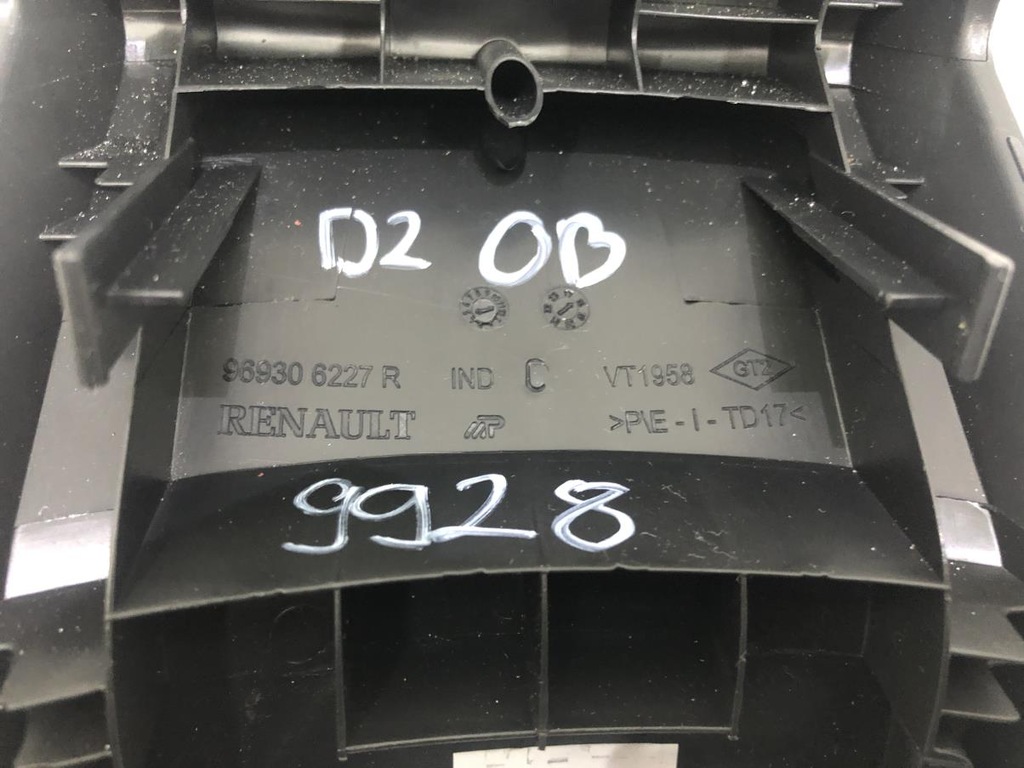 D2 OB
96930 6227 R IND C VT1958 GT2
RENAULT >P\E-I-TD17<
9928